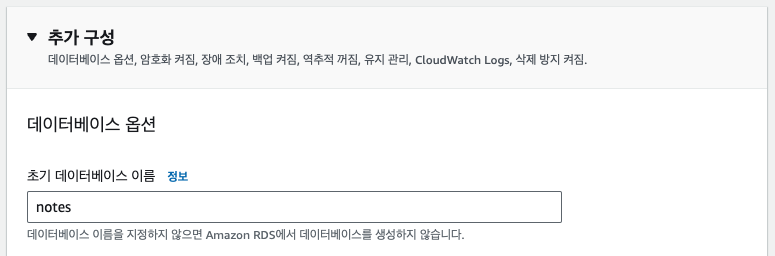 추가 구성
데이터베이스 옵션, 암호화 켜짐, 장애 조치, 백업 켜짐, 역추적 꺼짐, 유지 관리, CloudWatch Logs, 삭제 방지 켜짐.
데이터베이스 옵션
초기 데이터베이스 이름 정보
notes
데이터베이스 이름을 지정하지 않으면 Amazon RDS에서 데이터베이스를 생성하지 않습니다.